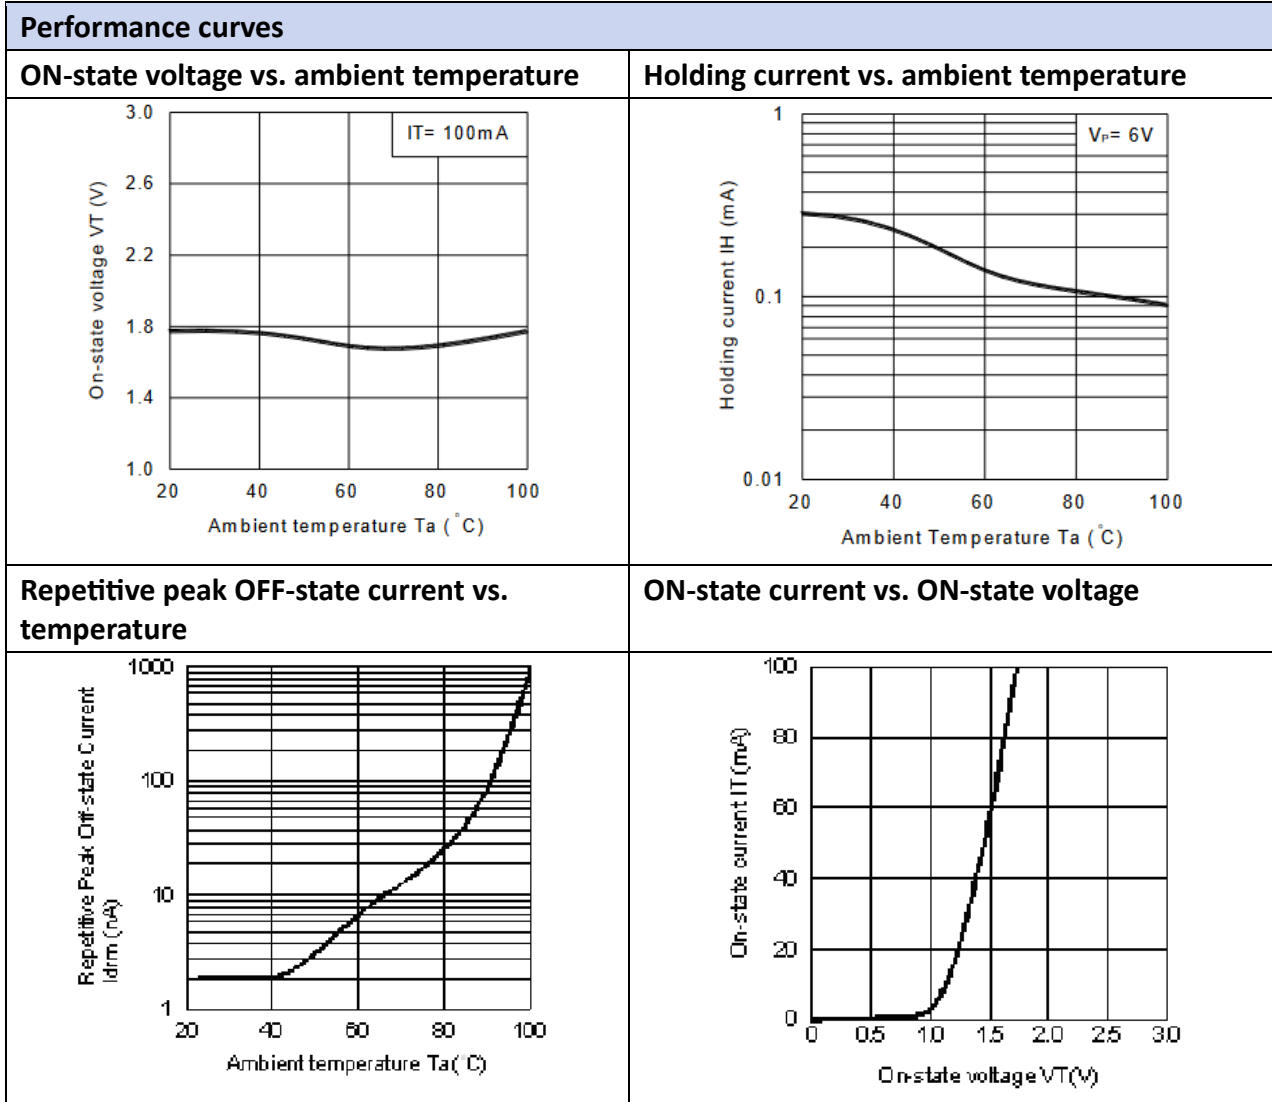 Performance curves
ON-state voltage vs. ambient temperature
Holding current vs. ambient temperature
3.0
IT= 100mA
2.6
2.2
1.8
1.4
1.0
On-state voltage VT (V)
20 40 60 80 100
Ambient temperature Ta ( °C)
1
VP= 6V
0.1
0.01
Holding current IH (mA)
20 40 60 80 100
Ambient Temperature Ta ( °C)
Repetitive peak OFF-state current vs.
temperature
ON-state current vs. ON-state voltage
1000
100
10
1
Repetitive Peak Off-state Current
Idrm (nA)
20 40 60 80 100
Ambient temperature Ta(°C)
100
80
60
40
20
0
On-state current IT(mA)
0 0.5 1.0 1.5 2.0 2.5 3.0
On-state voltage VT(V)